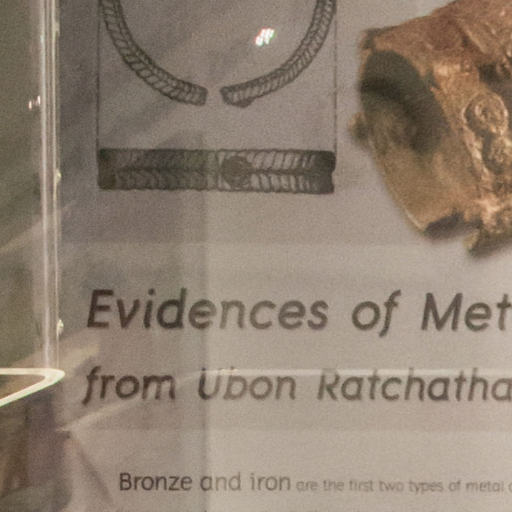 Evidences of Met
from Ubon Ratchatha
Bronze and iron are the first two types of metal